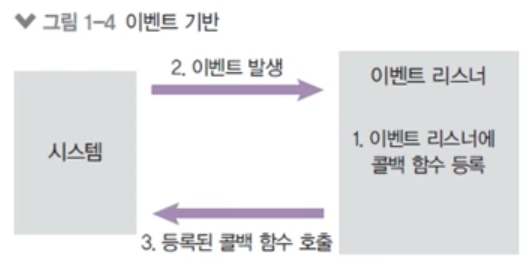 그림 1-4 이벤트 기반
2. 이벤트 발생
시스템
이벤트 리스너
1. 이벤트 리스너에
콜백 함수 등록
3. 등록된 콜백 함수 호출